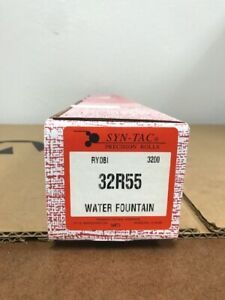 SYN-TAC®
PRECISION ROLLS
RYOBI 3200
32R55
WATER FOUNTAIN